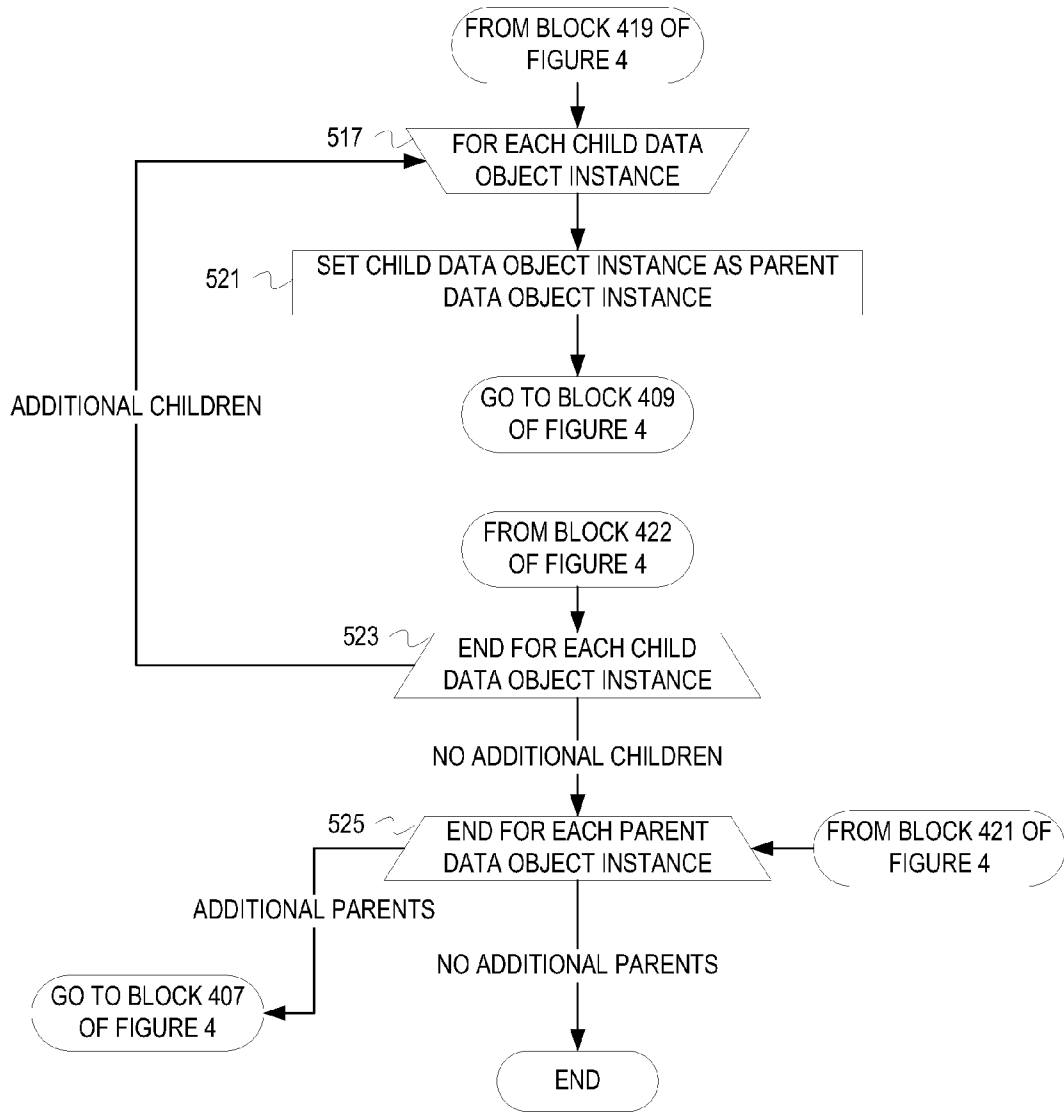 FROM BLOCK 419 OF
FIGURE 4
517
FOR EACH CHILD DATA
OBJECT INSTANCE
521
SET CHILD DATA OBJECT INSTANCE AS PARENT
DATA OBJECT INSTANCE
ADDITIONAL CHILDREN
GO TO BLOCK 409
OF FIGURE 4
FROM BLOCK 422
OF FIGURE 4
523
END FOR EACH CHILD
DATA OBJECT INSTANCE
NO ADDITIONAL CHILDREN
525
END FOR EACH PARENT
DATA OBJECT INSTANCE
FROM BLOCK 421 OF
FIGURE 4
ADDITIONAL PARENTS
NO ADDITIONAL PARENTS
GO TO BLOCK 407
OF FIGURE 4
END